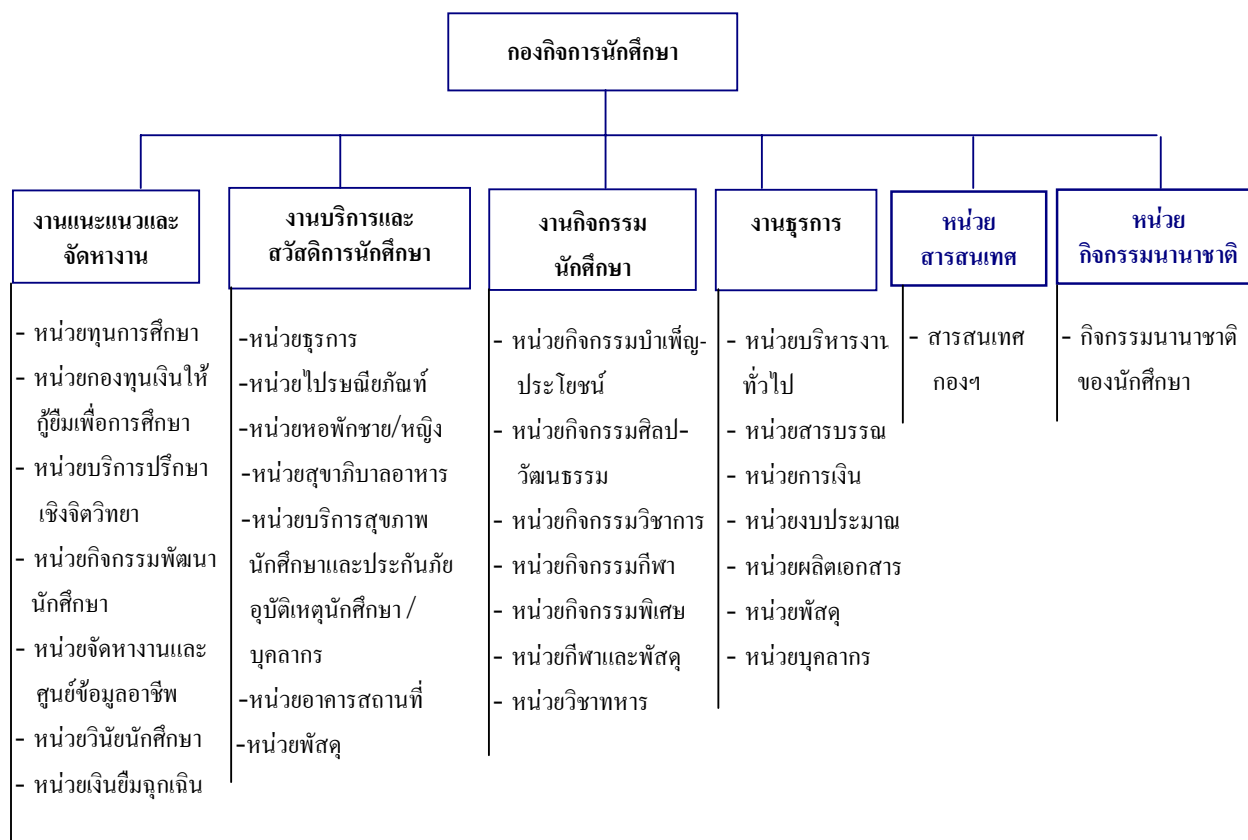 กองกิจการนักศึกษา
งานแนะแนวและ
จัดหางาน
- หน่วยทุนการศึกษา
- หน่วยกองทุนเงินให้
กู้ยืมเพื่อการศึกษา
- หน่วยบริการปรึกษา
เชิงจิตวิทยา
- หน่วยกิจกรรมพัฒนา
นักศึกษา
- หน่วยจัดหางานและ
ศูนย์ข้อมูลอาชีพ
- หน่วยวินัยนักศึกษา
- หน่วยเงินยืมฉุกเฉิน
งานบริการและ
สวัสดิการนักศึกษา
-หน่วยธุรการ
-หน่วยไปรษณียภัณฑ์
-หน่วยหอพักชาย/หญิง
-หน่วยสุขาภิบาลอาหาร
-หน่วยบริการสุขภาพ
นักศึกษาและประกันภัย
อุบัติเหตุนักศึกษา /
บุคลากร
-หน่วยอาคารสถานที่
-หน่วยพัสดุ
งานกิจกรรม
นักศึกษา
- หน่วยกิจกรรมบำเพ็ญ-
ประโยชน์
- หน่วยกิจกรรมศิลป-
วัฒนธรรม
- หน่วยกิจกรรมวิชาการ
- หน่วยกิจกรรมกีฬา
- หน่วยกิจกรรมพิเศษ
- หน่วยกีฬาและพัสดุ
- หน่วยวิชาทหาร
งานธุรการ
- หน่วยบริหารงาน
ทั่วไป
- หน่วยสารบรรณ
- หน่วยการเงิน
- หน่วยงบประมาณ
- หน่วยผลิตเอกสาร
- หน่วยพัสดุ
- หน่วยบุคลากร
หน่วย
สารสนเทศ
- สารสนเทศ
กองฯ
หน่วย
กิจกรรมนานาชาติ
- กิจกรรมนานาชาติ
ของนักศึกษา